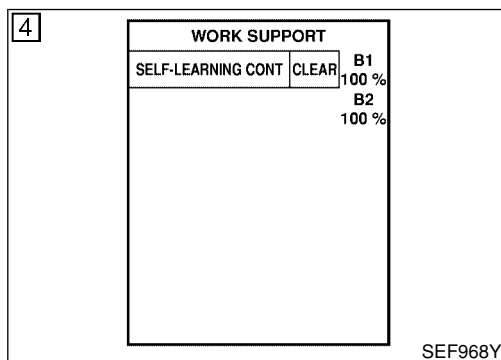 4
WORK SUPPORT
SELF-LEARNING CONT CLEAR B1
100 %
B2
100 %
SEF968Y